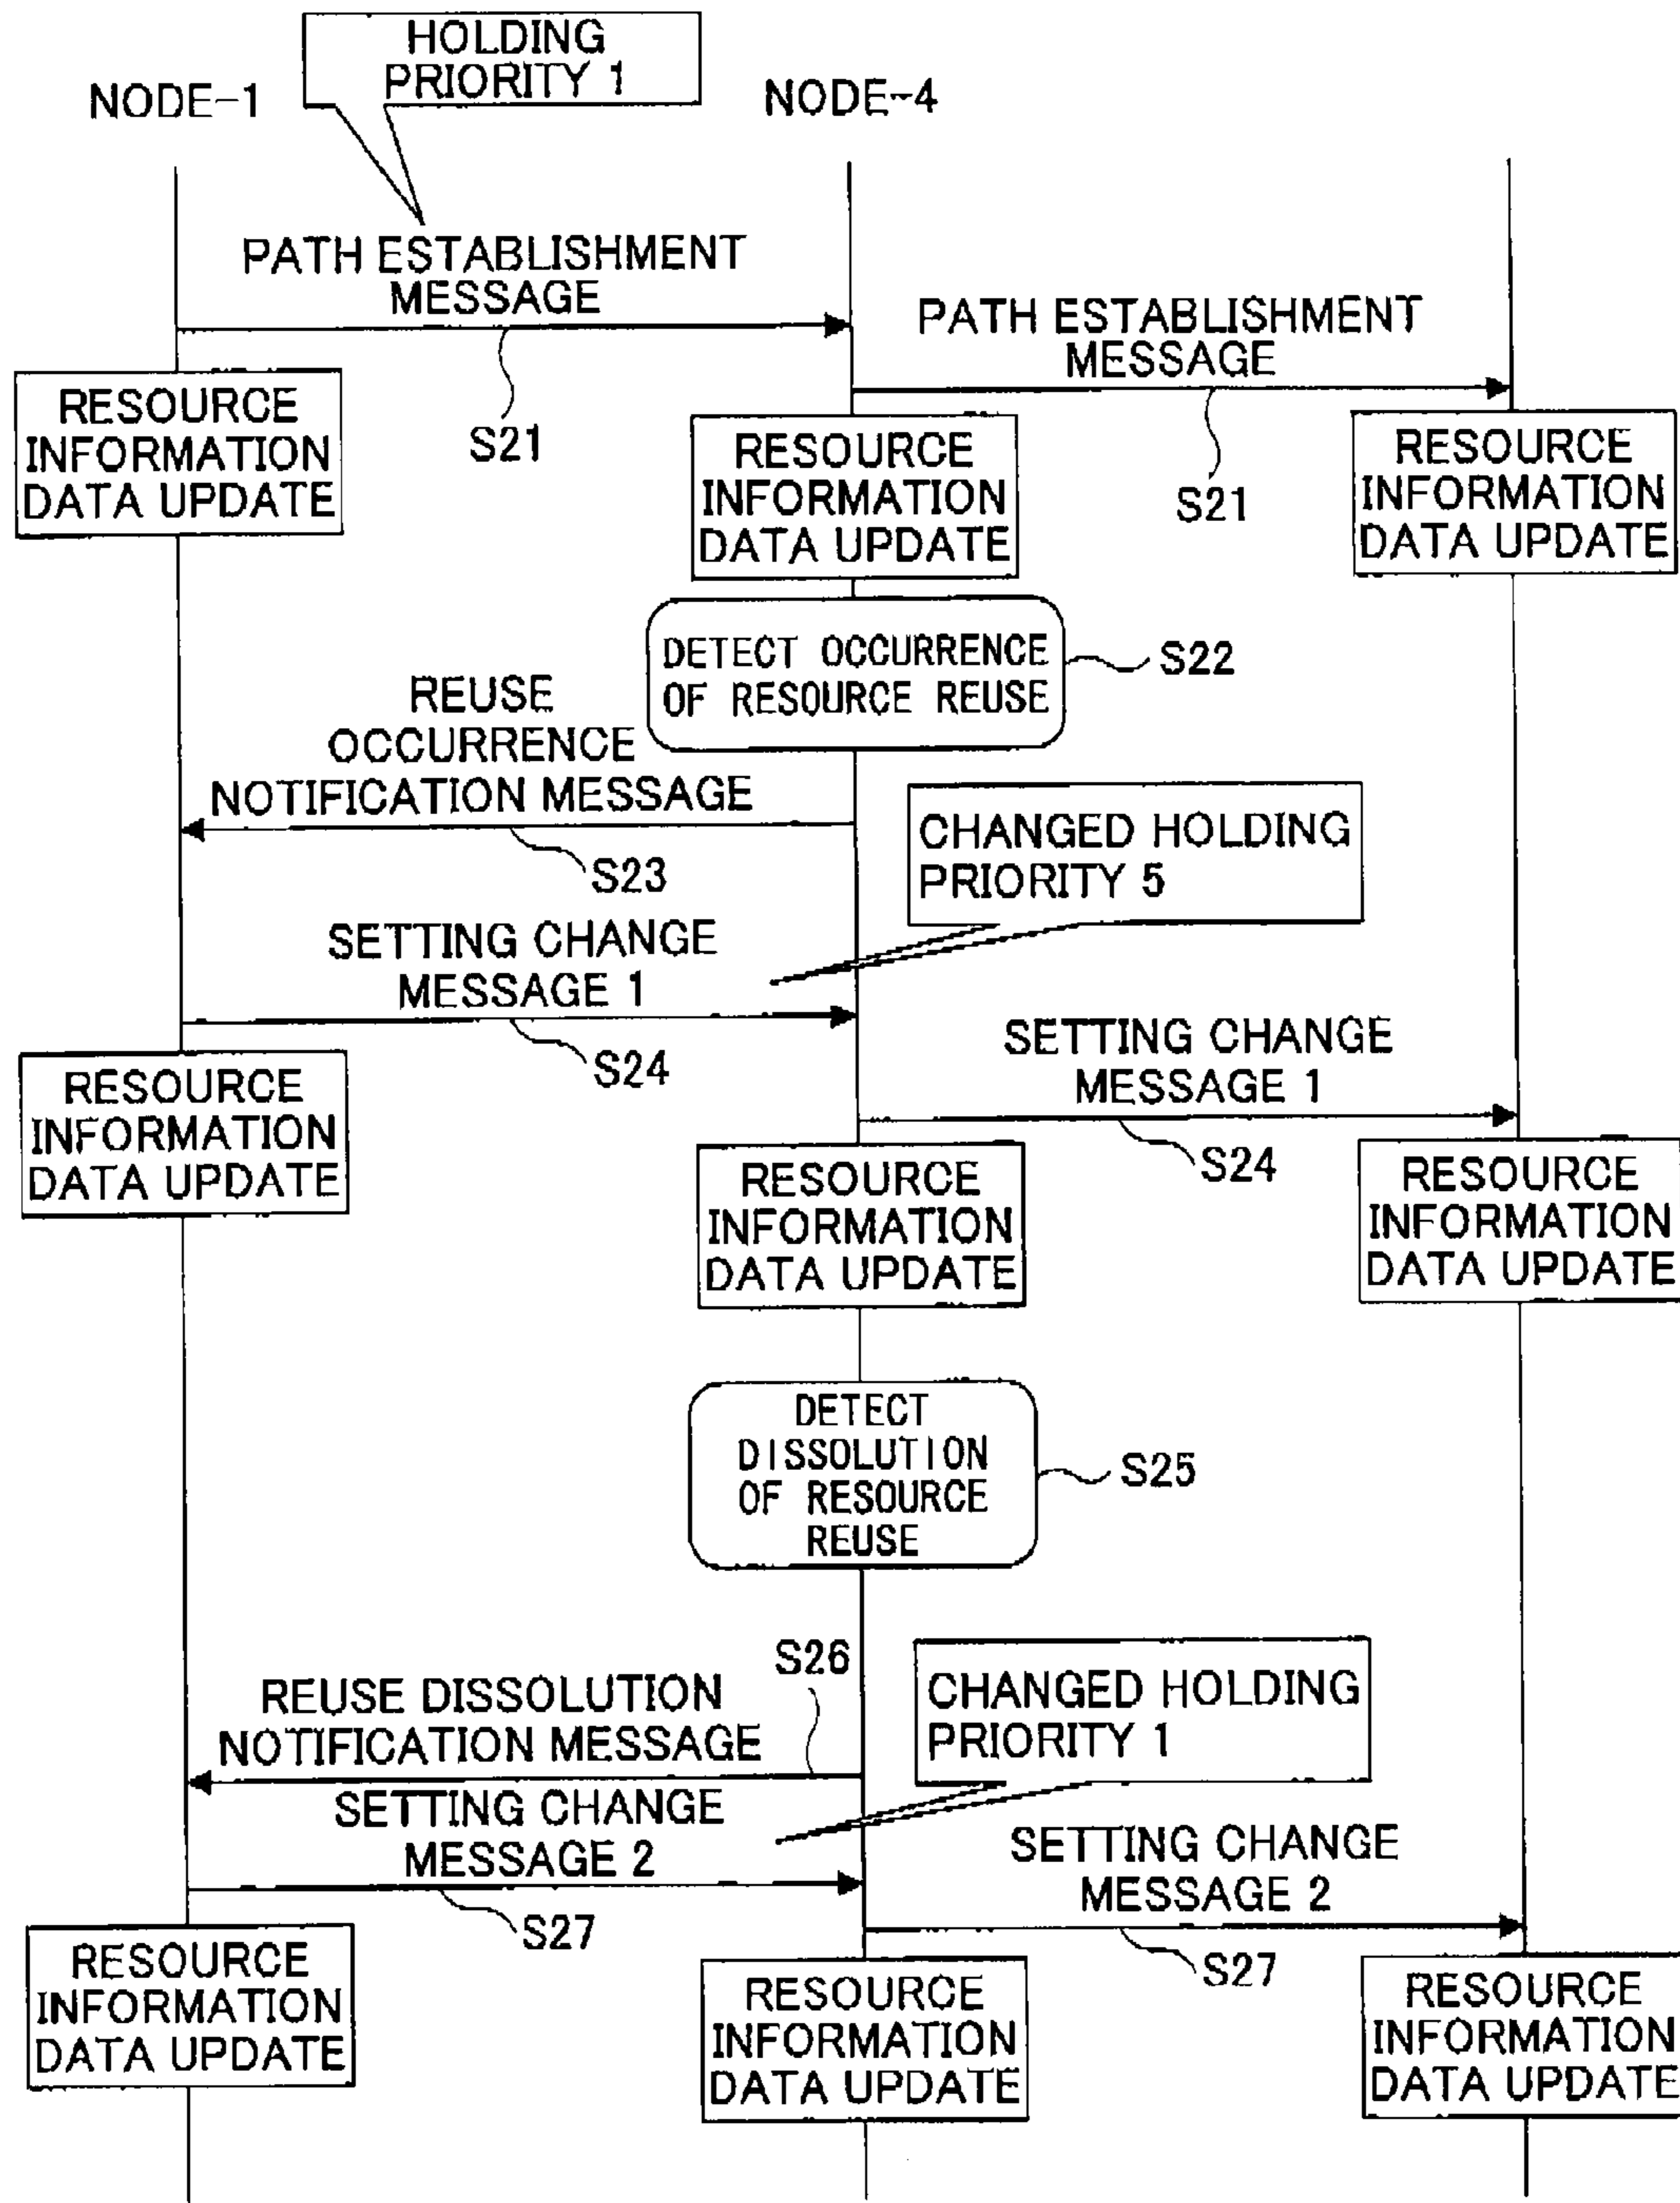 HOLDING
PRIORITY 1
NODE-1
NODE-4
PATH ESTABLISHMENT
MESSAGE
PATH ESTABLISHMENT
MESSAGE
S21
S21
RESOURCE
INFORMATION
DATA UPDATE
RESOURCE
INFORMATION
DATA UPDATE
RESOURCE
INFORMATION
DATA UPDATE
DETECT OCCURRENCE
OF RESOURCE REUSE
S22
REUSE
OCCURRENCE
NOTIFICATION MESSAGE
S23
CHANGED HOLDING
PRIORITY 5
SETTING CHANGE
MESSAGE 1
S24
SETTING CHANGE
MESSAGE 1
S24
RESOURCE
INFORMATION
DATA UPDATE
RESOURCE
INFORMATION
DATA UPDATE
RESOURCE
INFORMATION
DATA UPDATE
DETECT
DISSOLUTION
OF RESOURCE
REUSE
S25
S26
REUSE DISSOLUTION
NOTIFICATION MESSAGE
CHANGED HOLDING
PRIORITY 1
SETTING CHANGE
MESSAGE 2
S27
SETTING CHANGE
MESSAGE 2
S27
RESOURCE
INFORMATION
DATA UPDATE
RESOURCE
INFORMATION
DATA UPDATE
RESOURCE
INFORMATION
DATA UPDATE